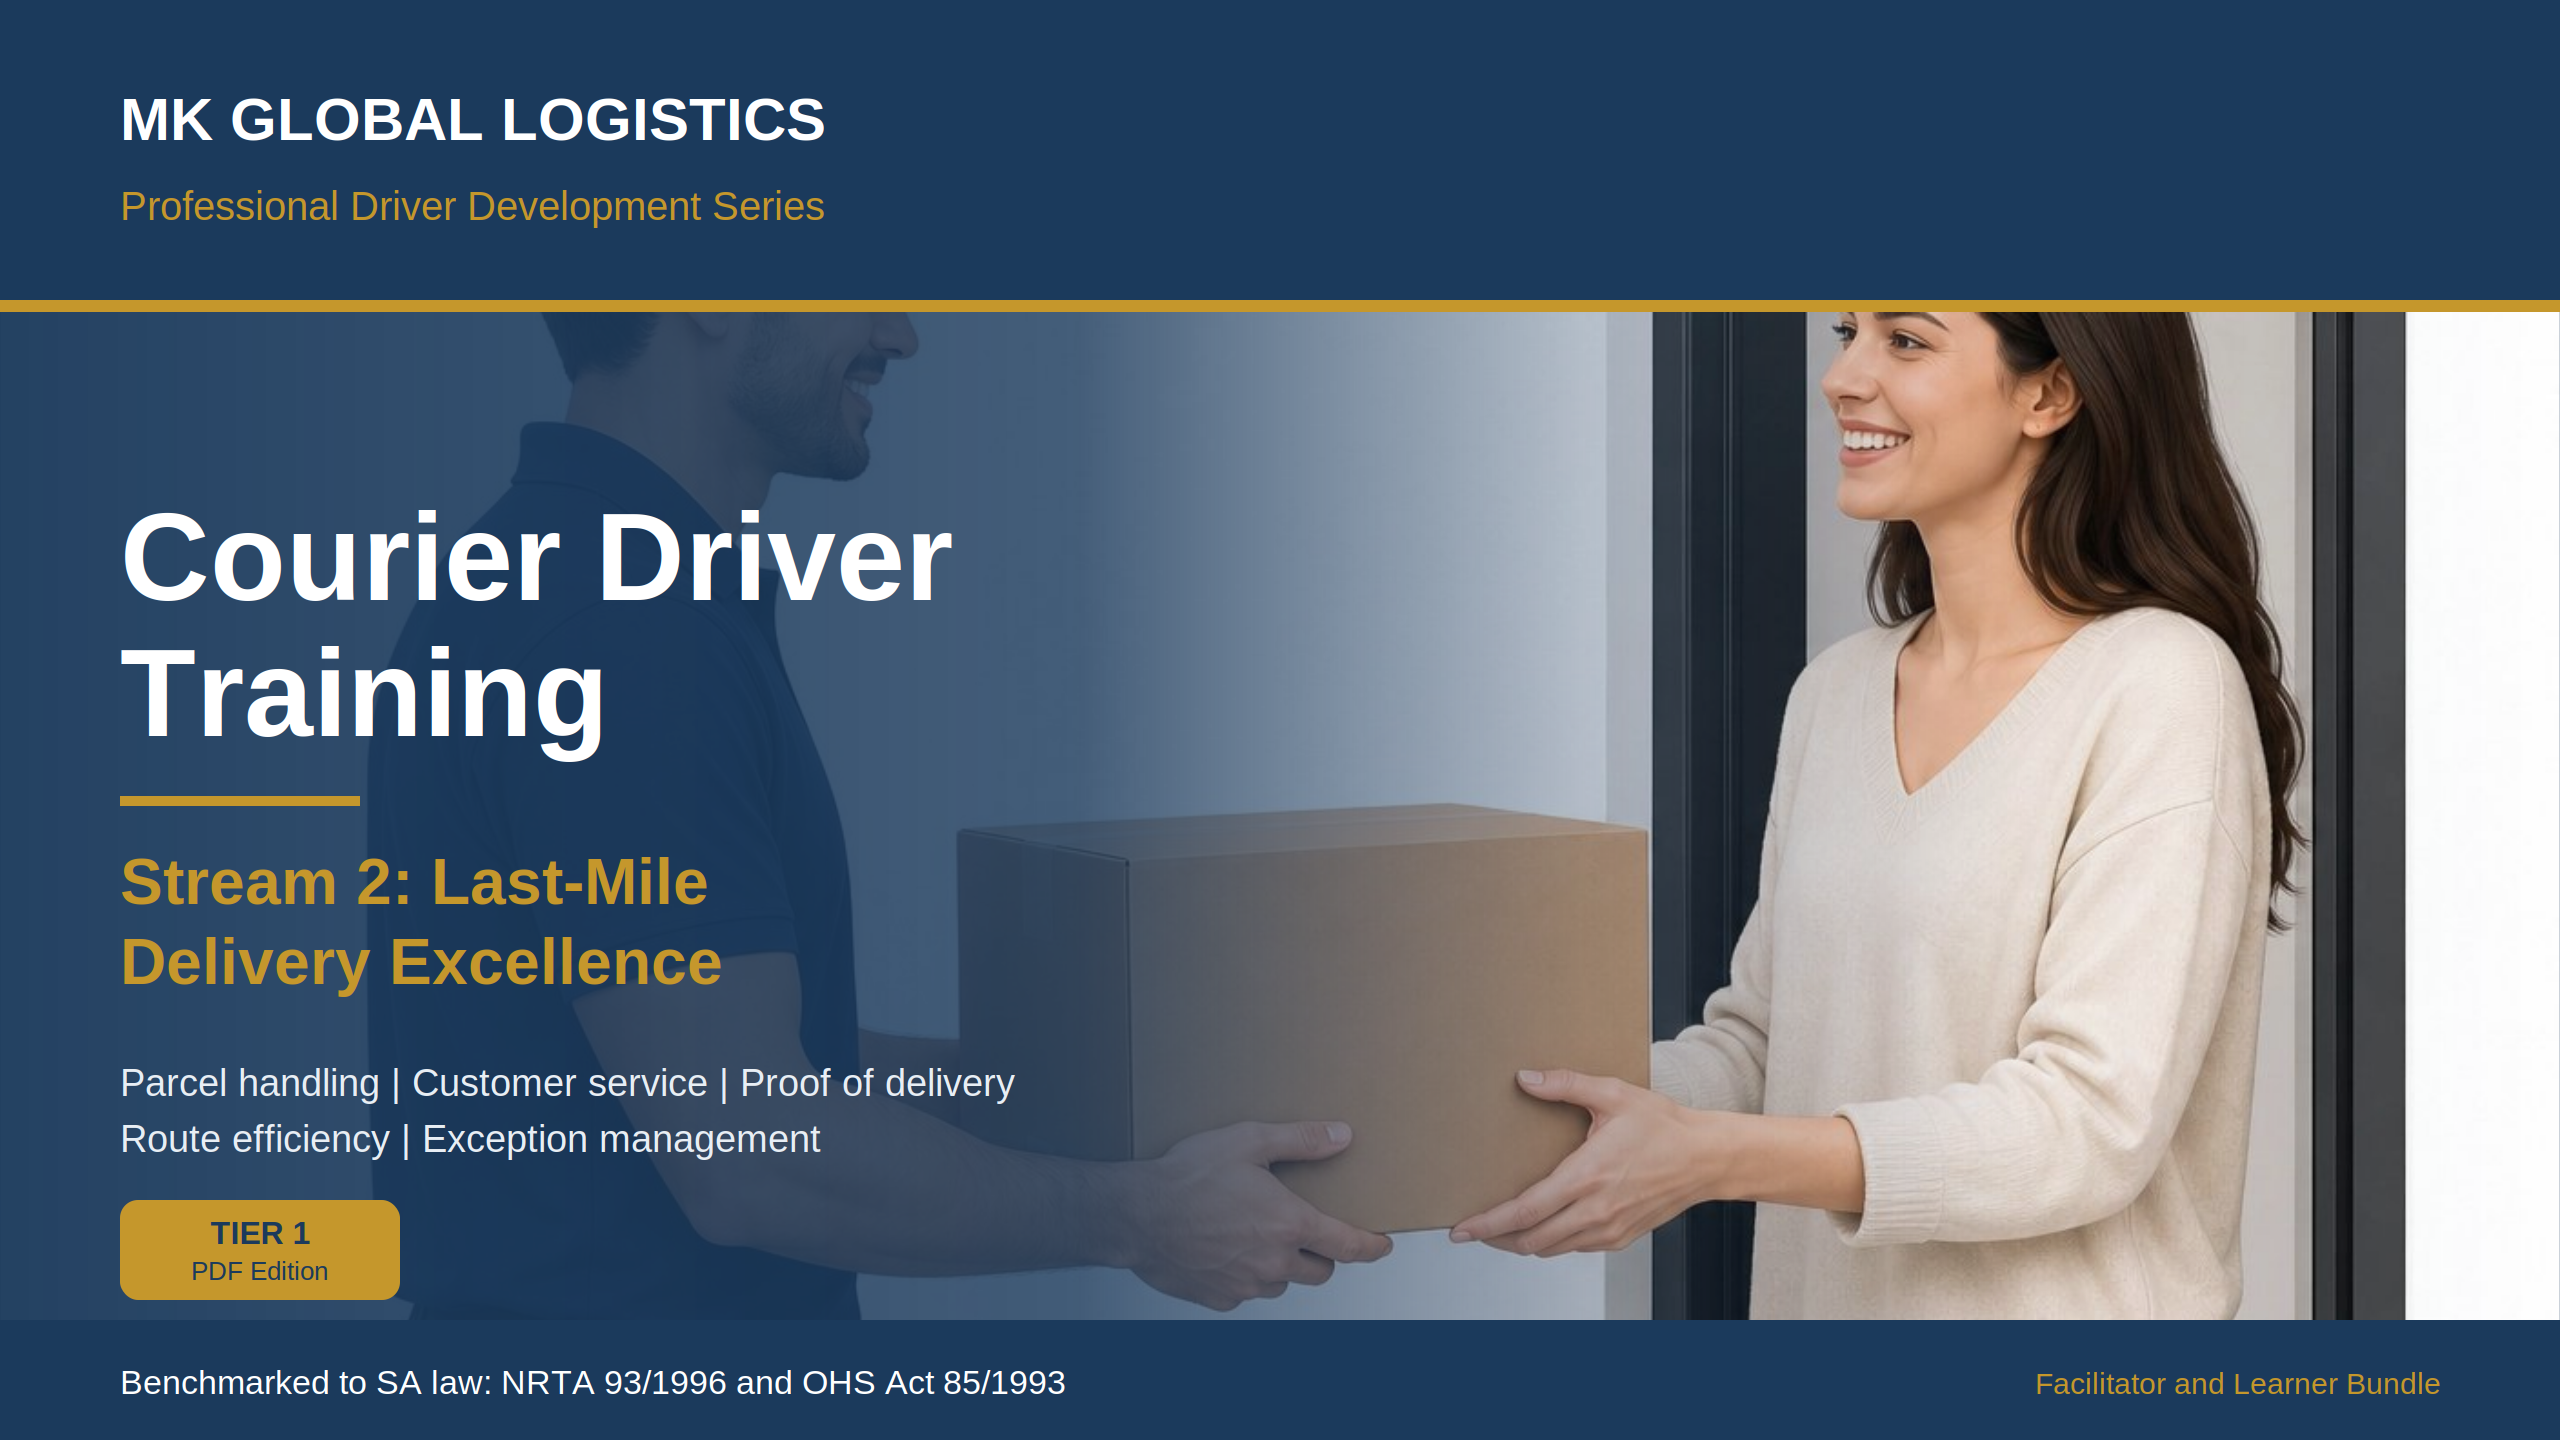 MK GLOBAL LOGISTICS
Professional Driver Development Series
Courier Driver
Training
Stream 2: Last-Mile
Delivery Excellence
Parcel handling | Customer service | Proof of delivery
Route efficiency | Exception management
TIER 1
PDF Edition
Benchmarked to SA law: NRTA 93/1996 and OHS Act 85/1993
Facilitator and Learner Bundle